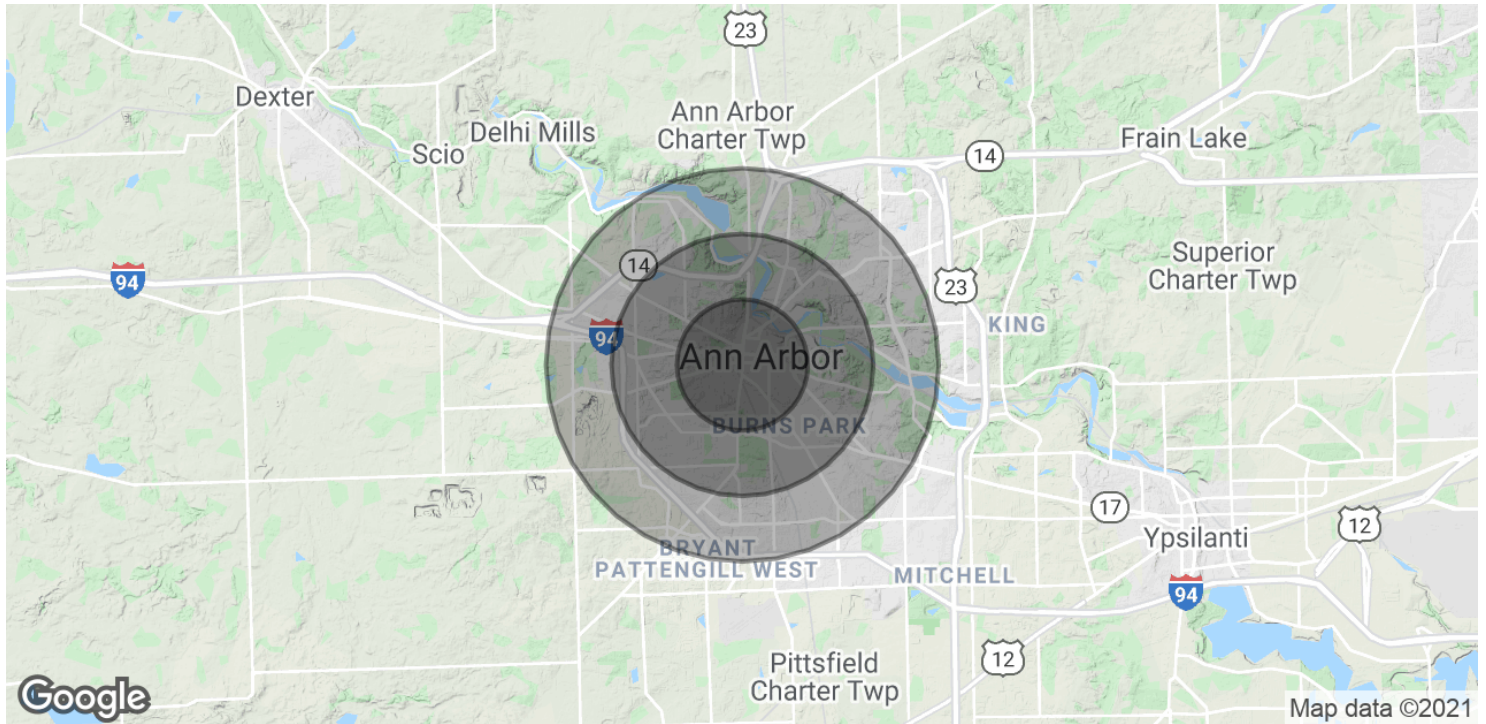 23
Ann Arbor
Charter Twp
Dexter
Delhi Mills
Scio
14
Frain Lake
Superior
Charter Twp
14
94
23
KING
94
Ann Arbor
BURNS PARK
17
12
Ypsilanti
BRYANT
PATTENGILL WEST
MITCHELL
94
12
Pittsfield
Charter Twp
Google
Map data ©2021